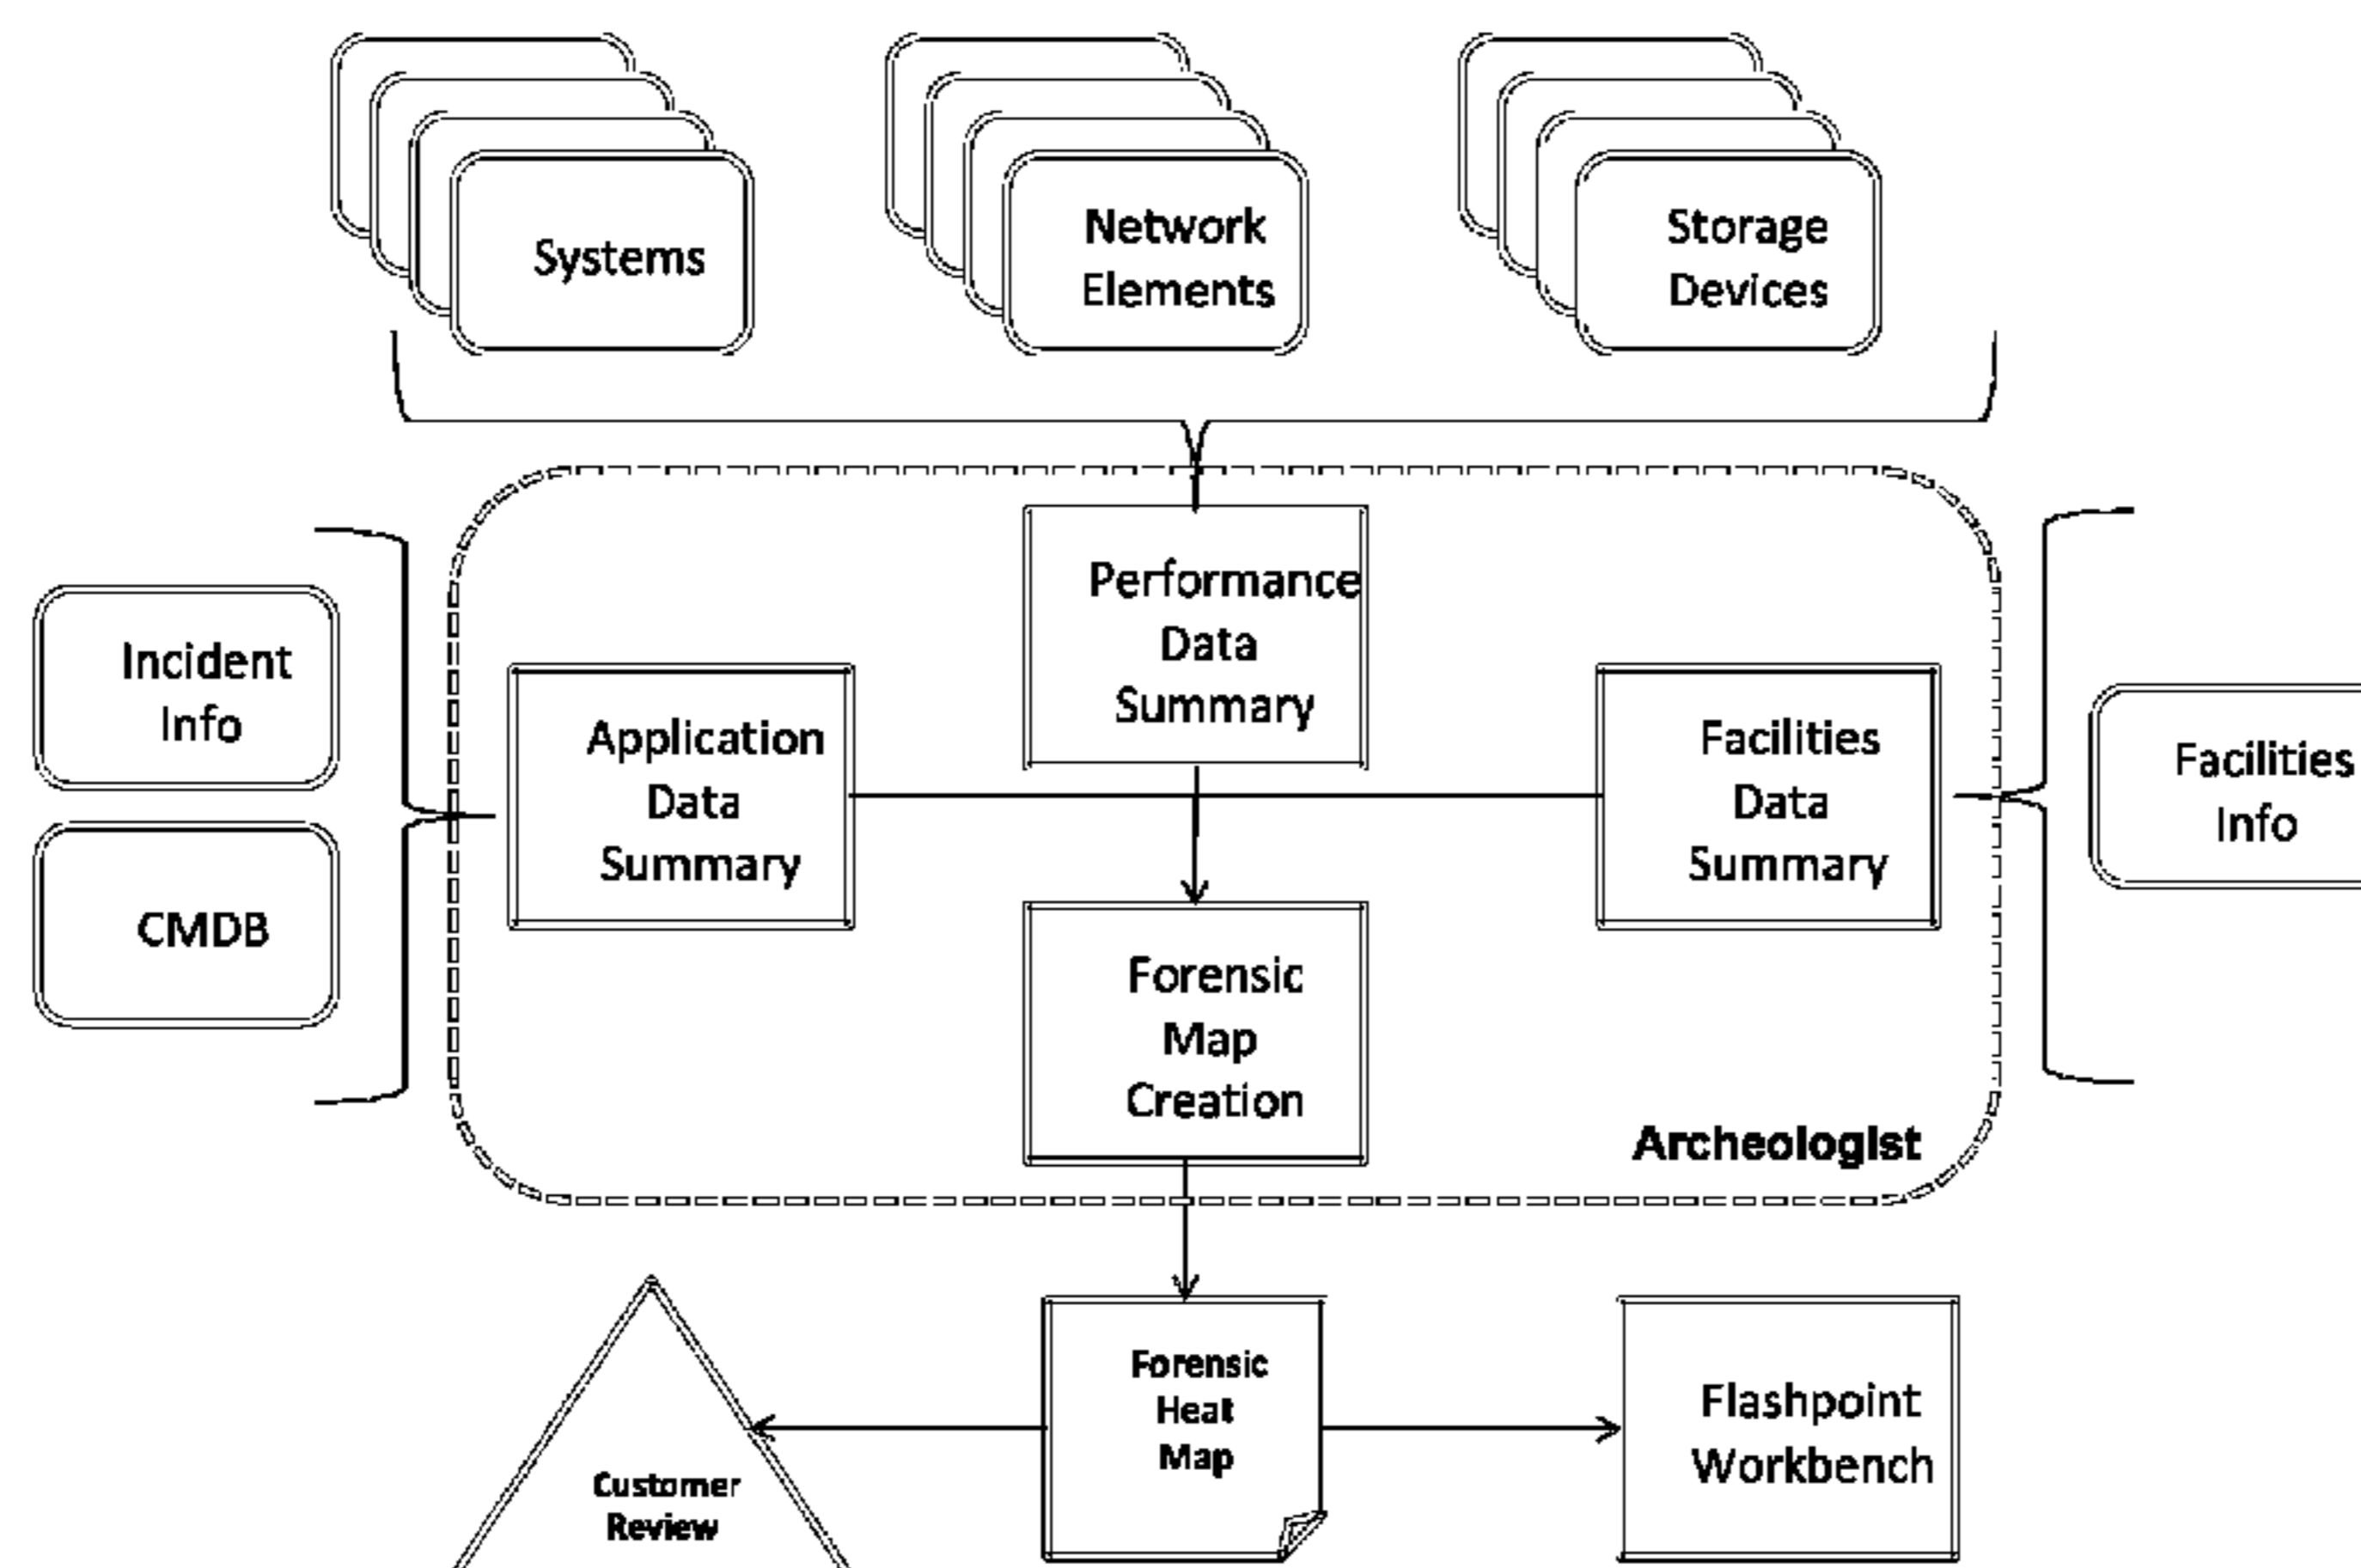 Systems
Network
Elements
Storage
Devices
Incident
Info
CMDB
Application
Data
Summary
Performance
Data
Summary
Facilities
Data
Summary
Facilities
Info
Forensic
Map
Creation
Archeologist
Customer
Review
Forensic
Heat
Map
Flashpoint
Workbench